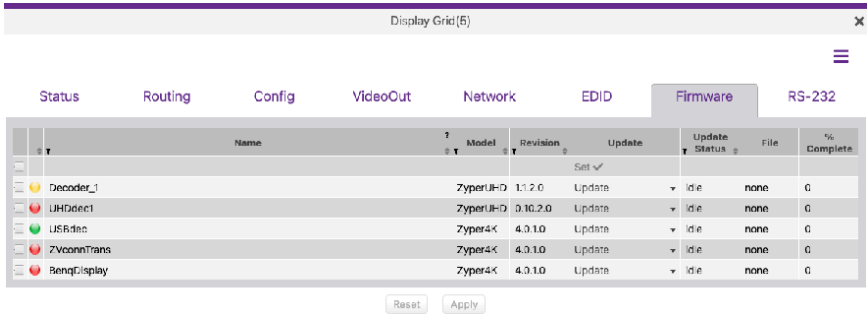 Display Grid(5)
Status Routing Config VideoOut Network EDID Firmware RS-232
Name ? Model Revision Update Update Status File % Complete
Set ✓
Decoder_1 ZyperUHD 1.1.2.0 Update Idle none 0
UHDdec1 ZyperUHD 0.10.2.0 Update Idle none 0
USBdec Zyper4K 4.0.1.0 Update Idle none 0
ZVconnTrans Zyper4K 4.0.1.0 Update Idle none 0
BenqDisplay Zyper4K 4.0.1.0 Update Idle none 0
Reset Apply